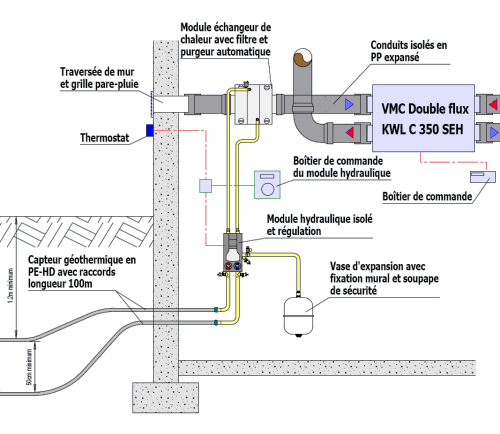 Module échangeur de
chaleur avec filtre et
purgeur automatique
Conduits isolés en
PP expansé
Traversée de mur
et grille pare-pluie
VMC Double flux
KWL C 350 SEH
Thermostat
Boîtier de commande
du module hydraulique
Boîtier de commande
Module hydraulique isolé
et régulation
Capteur géothermique en
PE-HD avec raccords
longueur 100m
Vase d'expansion avec
fixation mural et soupape
de sécurité
1.2m minimum
50cm minimum